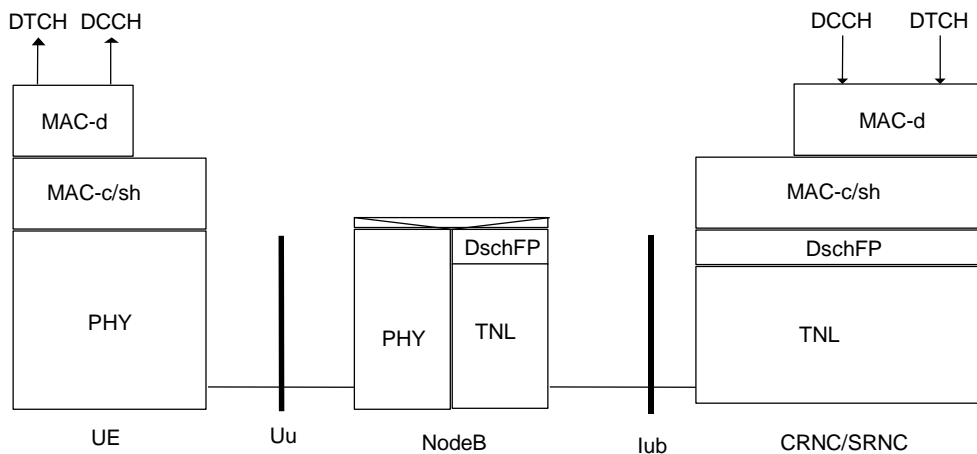 DTCH DCCH
DCCH DTCH
MAC-d
MAC-d
MAC-c/sh
MAC-c/sh
DschFP
DschFP
PHY
PHY
TNL
TNL
UE
Uu
NodeB
Iub
CRNC/SRNC